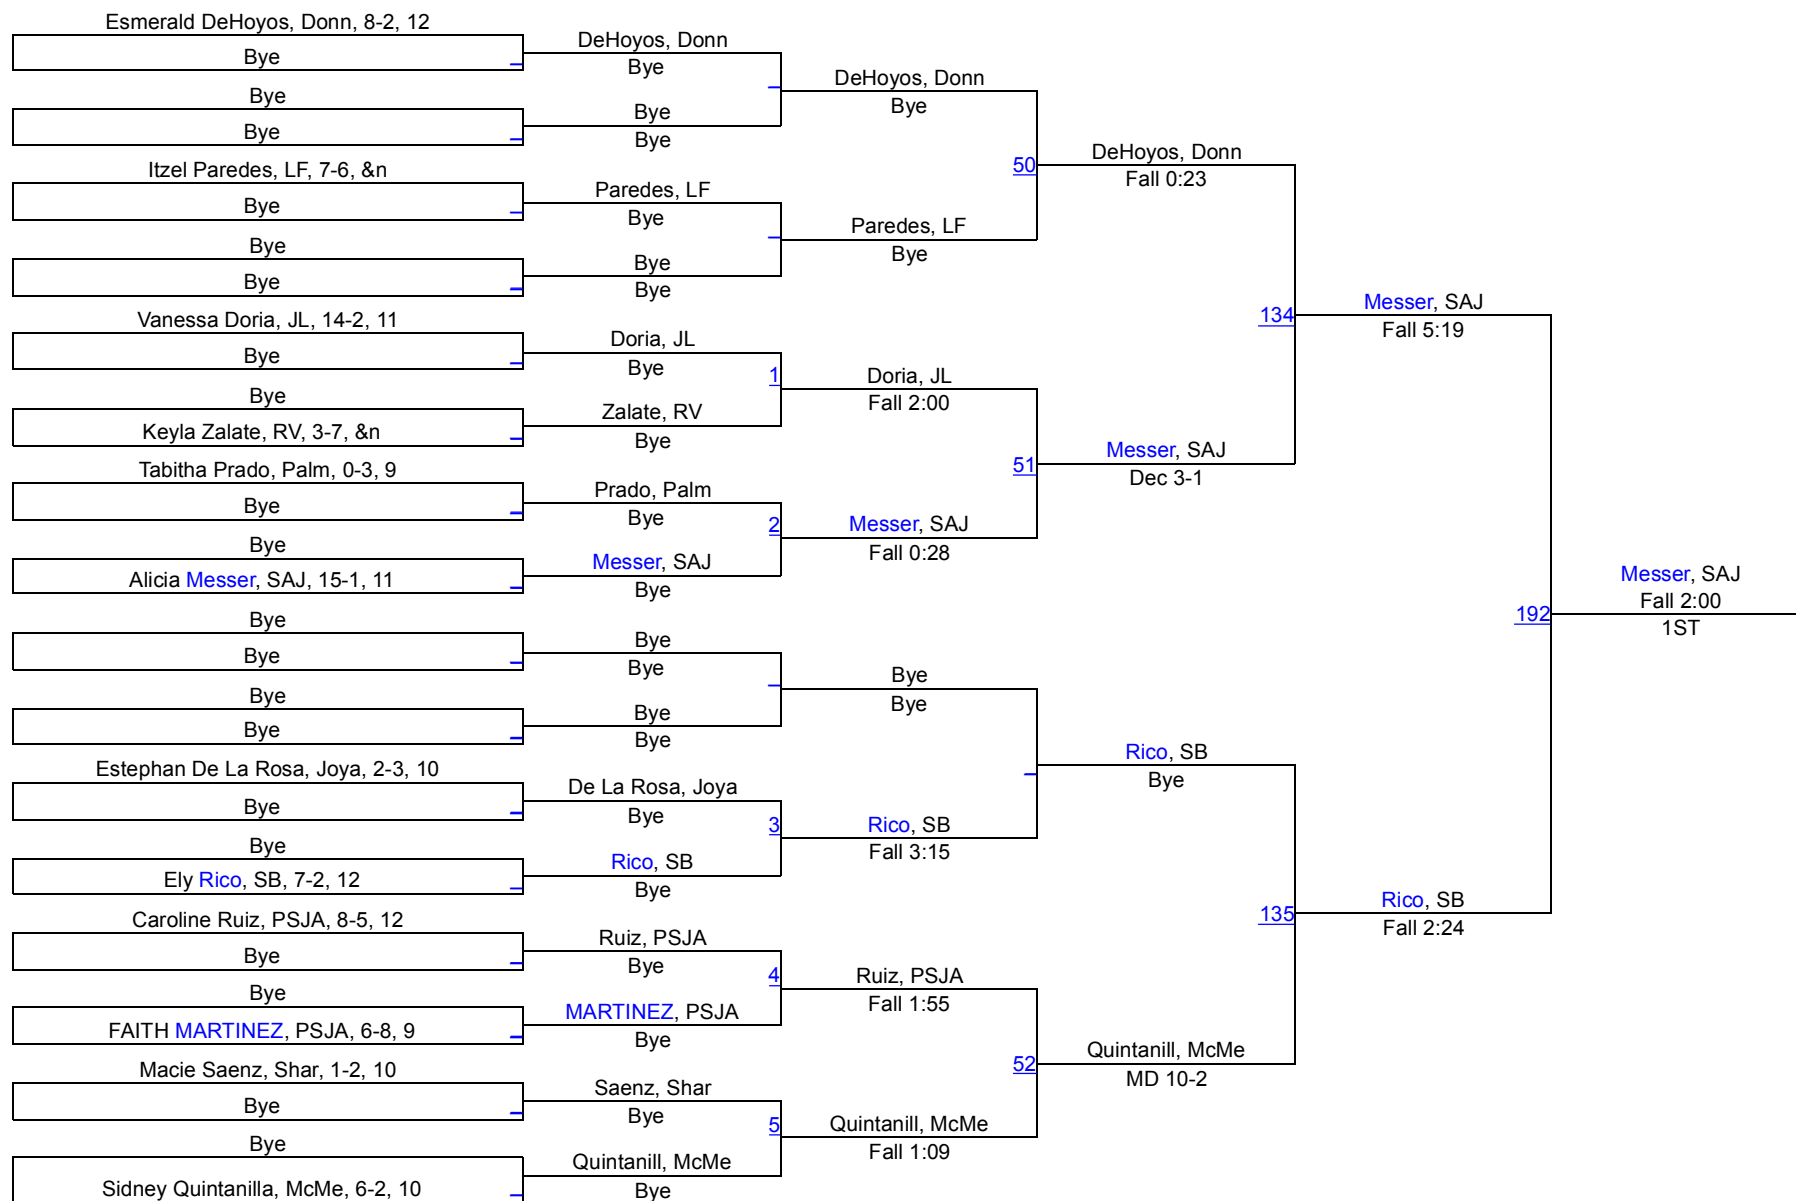 Esmerald DeHoyos, Donn, 8-2, 12
Bye
Bye
Bye
Itzel Paredes, LF, 7-6, &n
Bye
Bye
Bye
Vanessa Doria, JL, 14-2, 11
Bye
Bye
Keyla Zalate, RV, 3-7, &n
Tabitha Prado, Palm, 0-3, 9
Bye
Bye
Alicia Messer, SAJ, 15-1, 11
Bye
Bye
Bye
Bye
Estephan De La Rosa, Joya, 2-3, 10
Bye
Bye
Ely Rico, SB, 7-2, 12
Caroline Ruiz, PSJA, 8-5, 12
Bye
Bye
FAITH MARTINEZ, PSJA, 6-8, 9
Macie Saenz, Shar, 1-2, 10
Bye
Bye
Sidney Quintanilla, McMe, 6-2, 10
DeHoyos, Donn
Bye
Bye
Bye
Paredes, LF
Bye
Bye
Bye
Doria, JL
Bye
1
Zalate, RV
Bye
Prado, Palm
Bye
2
Messer, SAJ
Bye
Bye
Bye
Bye
Bye
De La Rosa, Joya
Bye
3
Rico, SB
Bye
Ruiz, PSJA
Bye
4
MARTINEZ, PSJA
Bye
Saenz, Shar
Bye
5
Quintanill, McMe
Bye
DeHoyos, Donn
Bye
50
Paredes, LF
Bye
Doria, JL
Fall 2:00
51
Messer, SAJ
Fall 0:28
Bye
Bye
Rico, SB
Fall 3:15
Ruiz, PSJA
Fall 1:55
52
Quintanill, McMe
Fall 1:09
DeHoyos, Donn
Fall 0:23
134
Messer, SAJ
Dec 3-1
Rico, SB
Bye
135
Quintanill, McMe
MD 10-2
Messer, SAJ
Fall 5:19
192
Rico, SB
Fall 2:24
Messer, SAJ
Fall 2:00
1ST